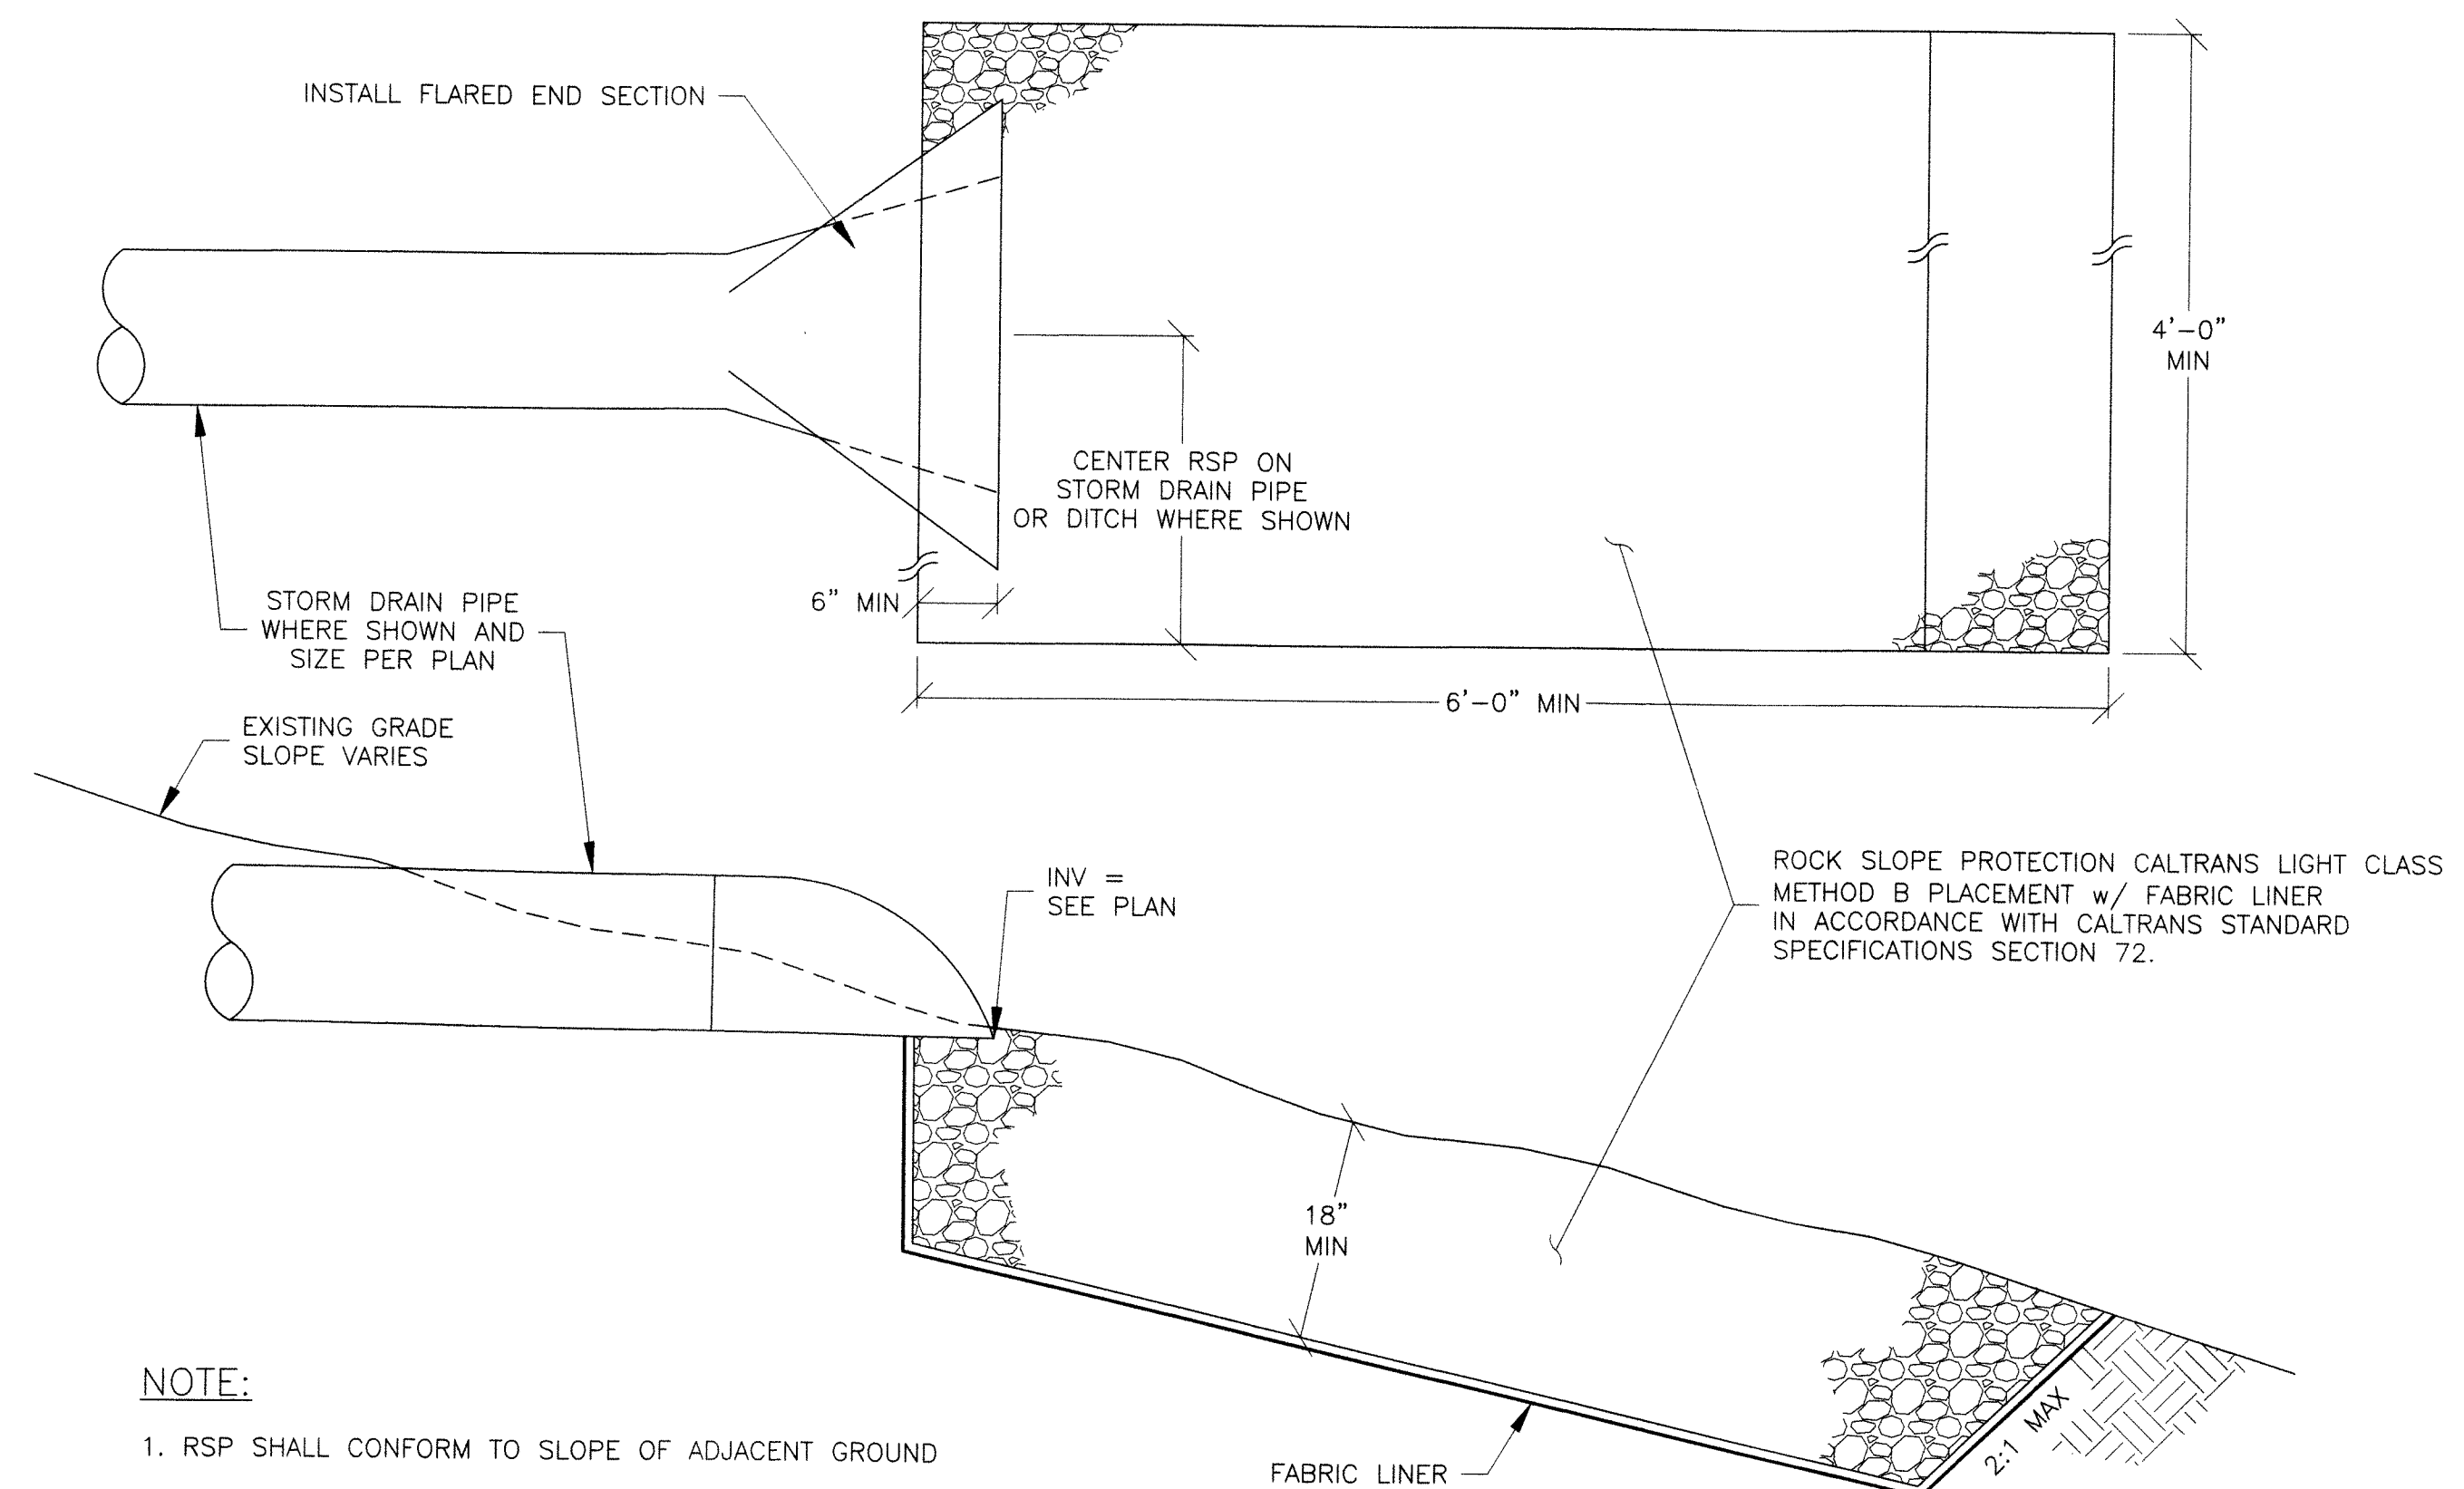 INSTALL FLARED END SECTION
4'-0"
MIN
CENTER RSP ON
STORM DRAIN PIPE
OR DITCH WHERE SHOWN
6" MIN
STORM DRAIN PIPE
WHERE SHOWN AND
SIZE PER PLAN
6'-0" MIN
EXISTING GRADE
SLOPE VARIES
INV =
SEE PLAN
ROCK SLOPE PROTECTION CALTRANS LIGHT CLASS
METHOD B PLACEMENT w/ FABRIC LINER
IN ACCORDANCE WITH CALTRANS STANDARD
SPECIFICATIONS SECTION 72.
18"
MIN
2:1 MAX
NOTE:
1. RSP SHALL CONFORM TO SLOPE OF ADJACENT GROUND
FABRIC LINER